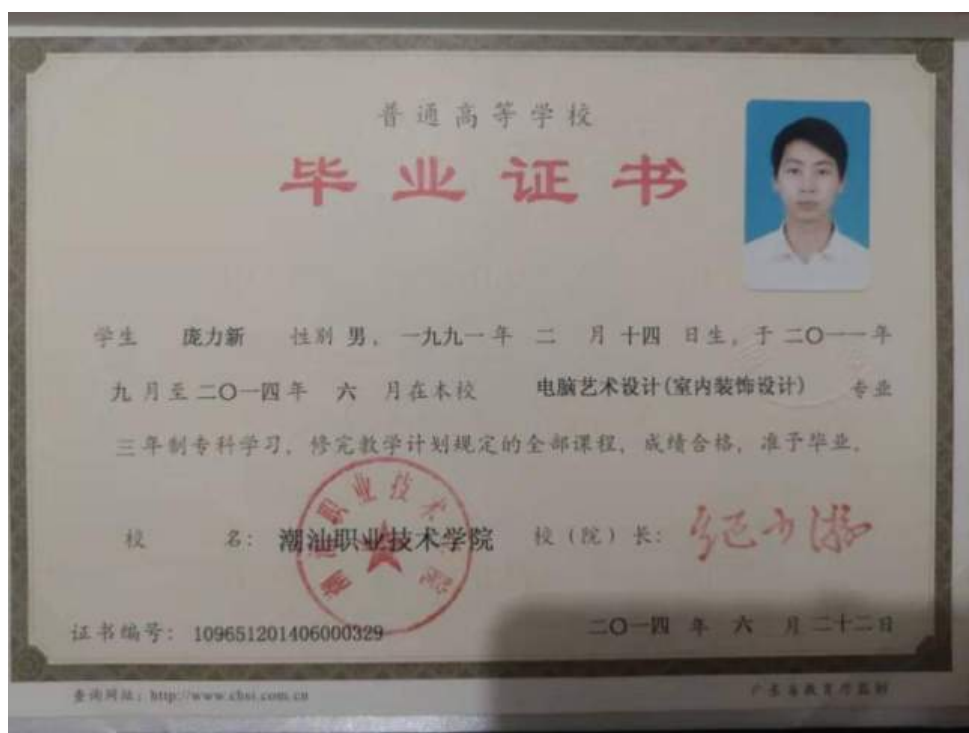 普通高等学校
毕业证书
学生 庞力新 性别 男，一九九一年 二 月 十四 日生，于 二〇一一年
九 月至 二〇一四 年 六 月在本校 电脑艺术设计(室内装饰设计) 专业
三年制专科学习，修完教学计划规定的全部课程，成绩合格，准予毕业。
校 名：潮汕职业技术学院 校（院）长：
证书编号：109651201406000329 二〇一四 年 六 月 二十二日
查询网址：http://www.chsi.com.cn 广东省教育厅监制